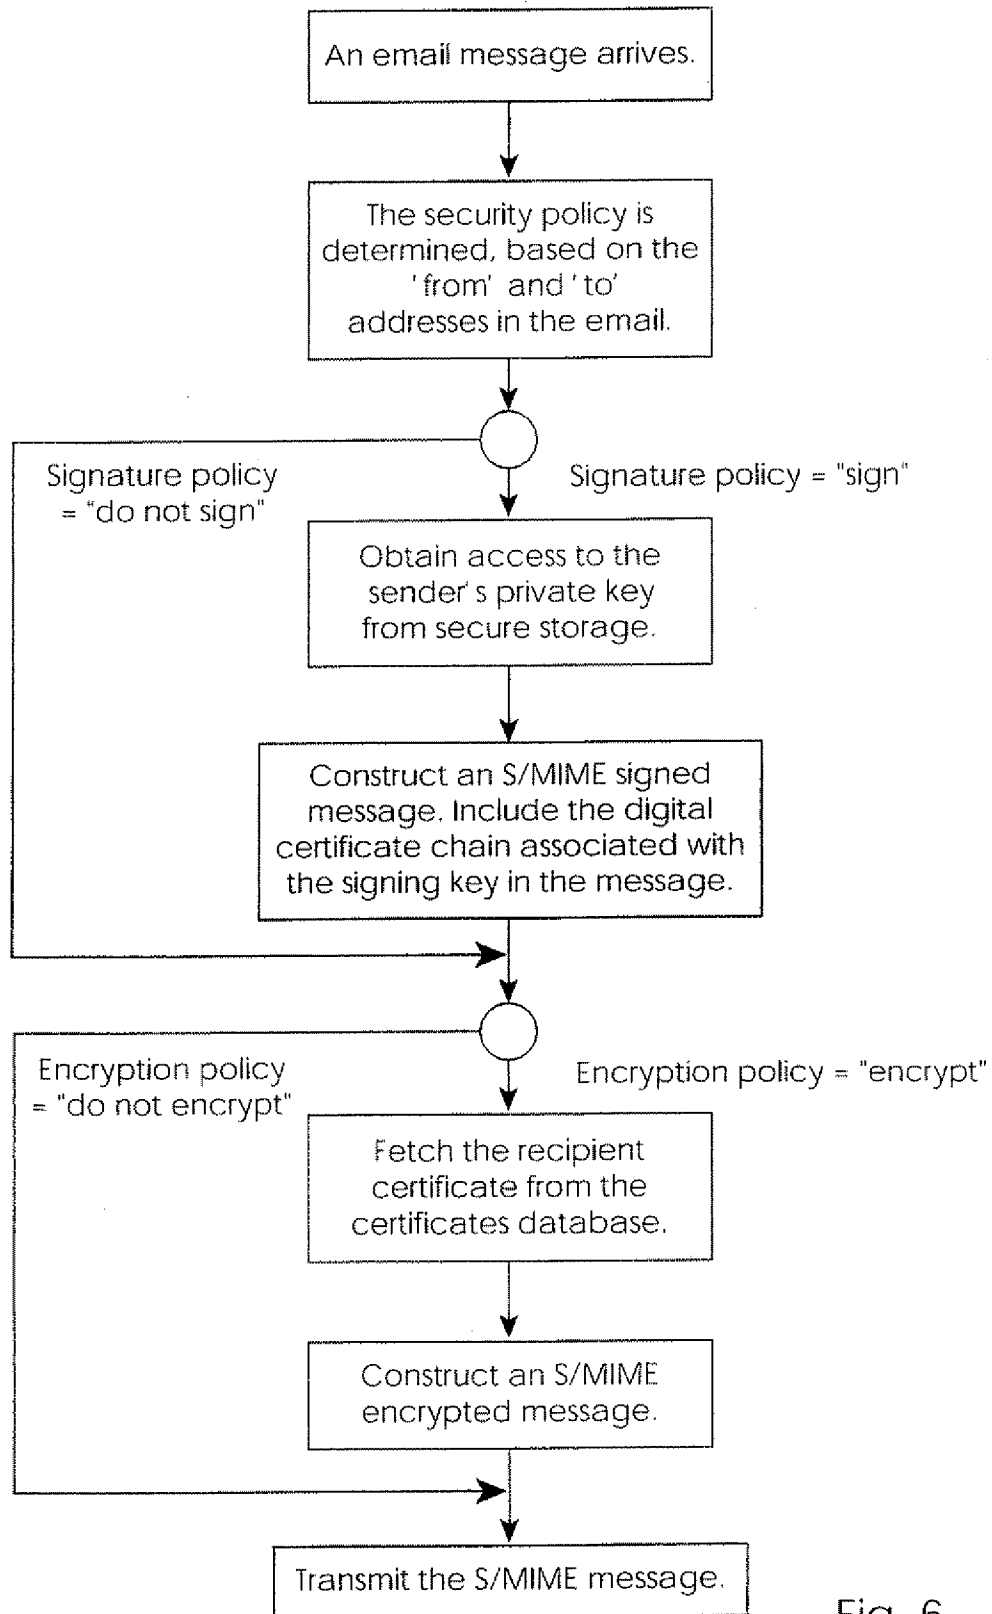 An email message arrives.
The security policy is
determined, based on the
'from' and 'to'
addresses in the email.
Signature policy
= "do not sign"
Signature policy = "sign"
Obtain access to the
sender's private key
from secure storage.
Construct an S/MIME signed
message. Include the digital
certificate chain associated with
the signing key in the message.
Encryption policy
= "do not encrypt"
Encryption policy = "encrypt"
Fetch the recipient
certificate from the
certificates database.
Construct an S/MIME
encrypted message.
Transmit the S/MIME message.
Fig. 6